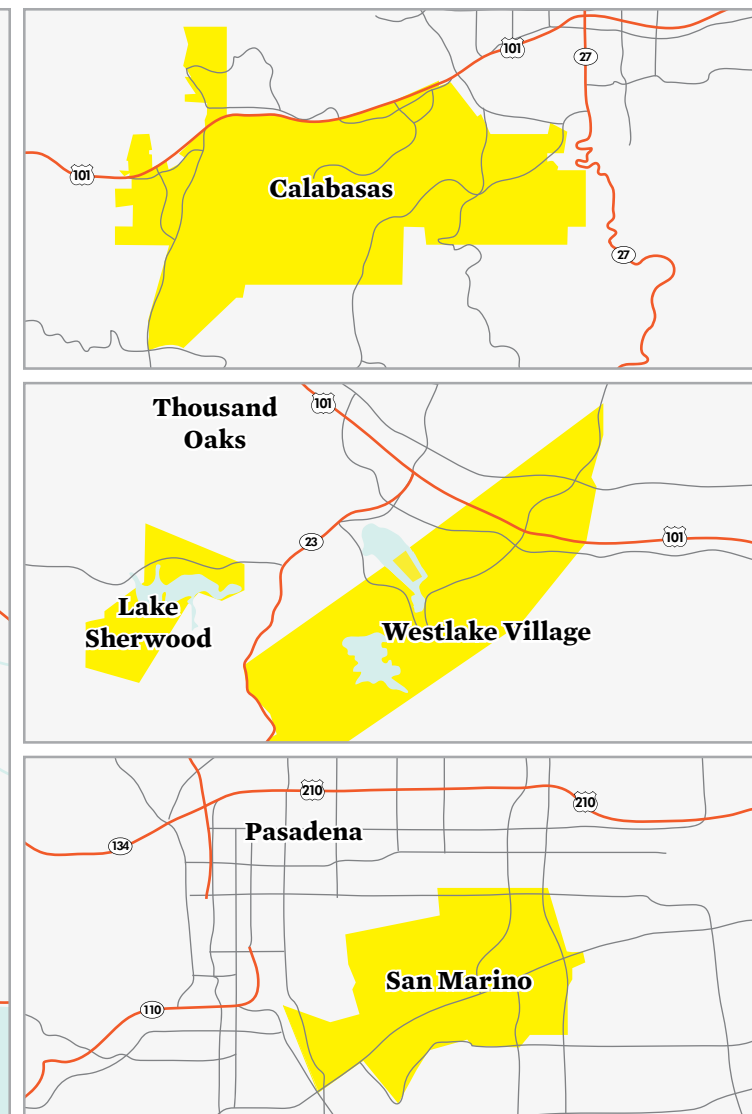 101
27
101
Calabasas
27
Thousand
Oaks
101
23
101
Lake
Sherwood
Westlake Village
210
210
Pasadena
134
San Marino
110